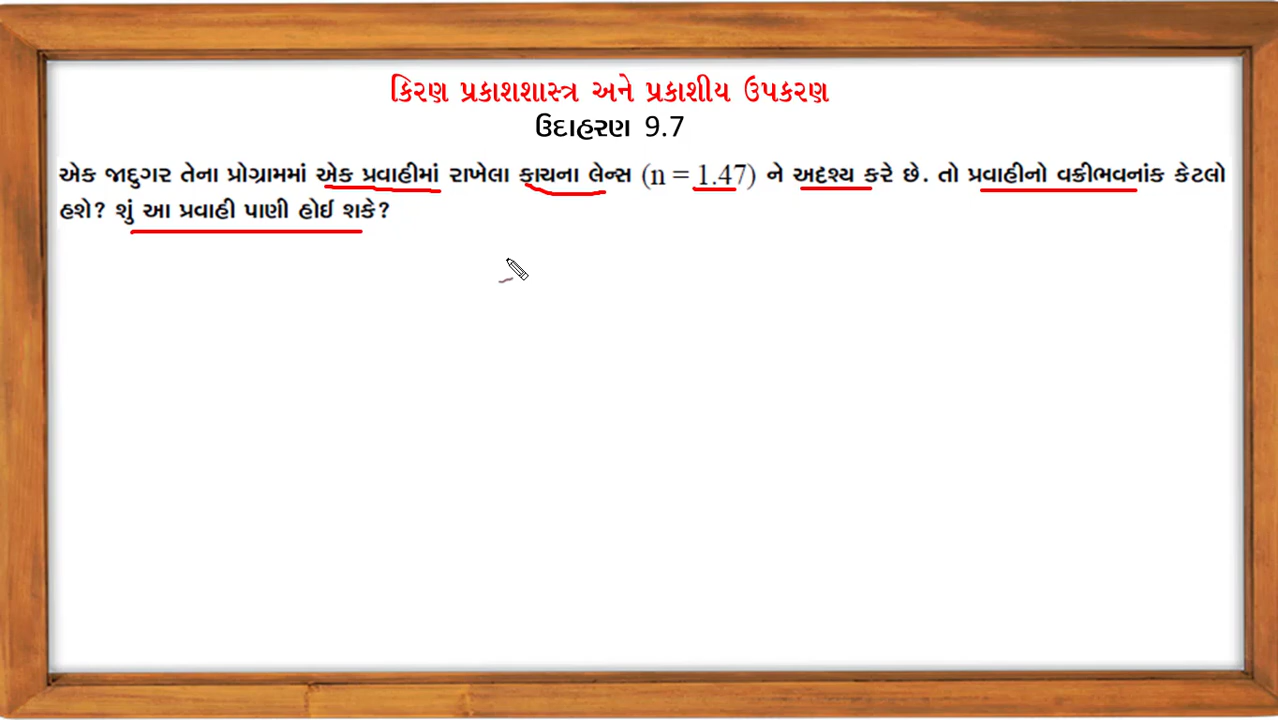 કિરણ પ્રકાશશાસ્ત્ર અને પ્રકાશીય ઉપકરણ
ઉદાહરણ 9.7
એક જાદુગર તેના પ્રોગ્રામમાં એક પ્રવાહીમાં રાખેલા કાચના લેન્સ (n = 1.47) ને અદૃશ્ય કરે છે. તો પ્રવાહીનો વક્રીભવનાંક કેટલો
હશે? શું આ પ્રવાહી પાણી હોઈ શકે?